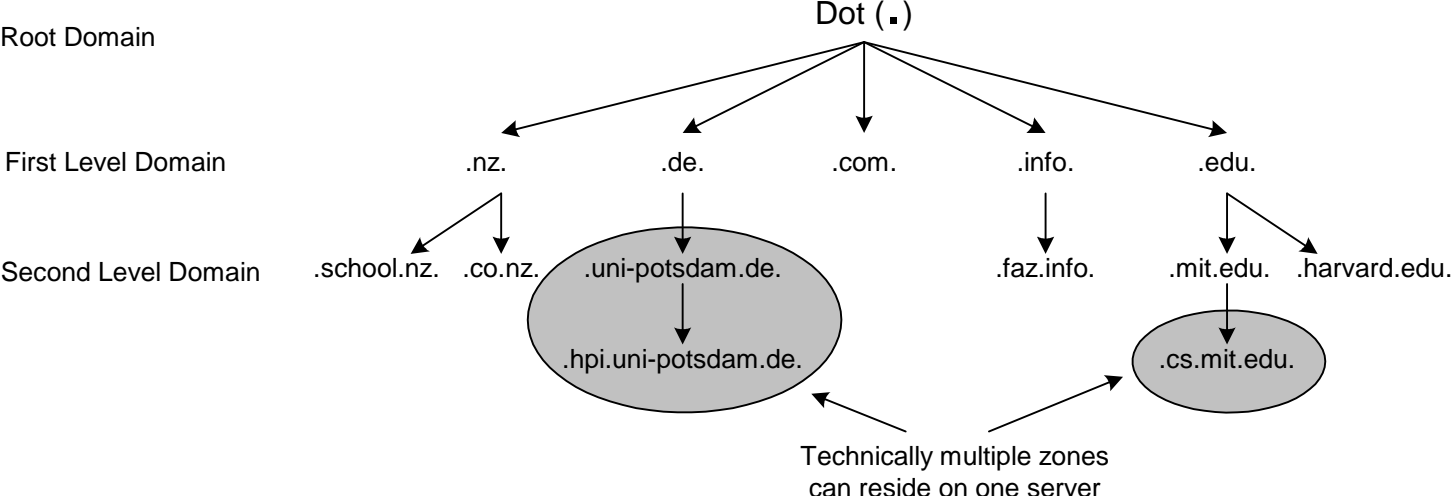 Dot (.)
Root Domain
First Level Domain
.nz.
.de.
.com.
.info.
.edu.
Second Level Domain
.school.nz.
.co.nz.
.uni-potsdam.de.
.faz.info.
.mit.edu.
.harvard.edu.
.hpi.uni-potsdam.de.
.cs.mit.edu.
Technically multiple zones
can reside on one server